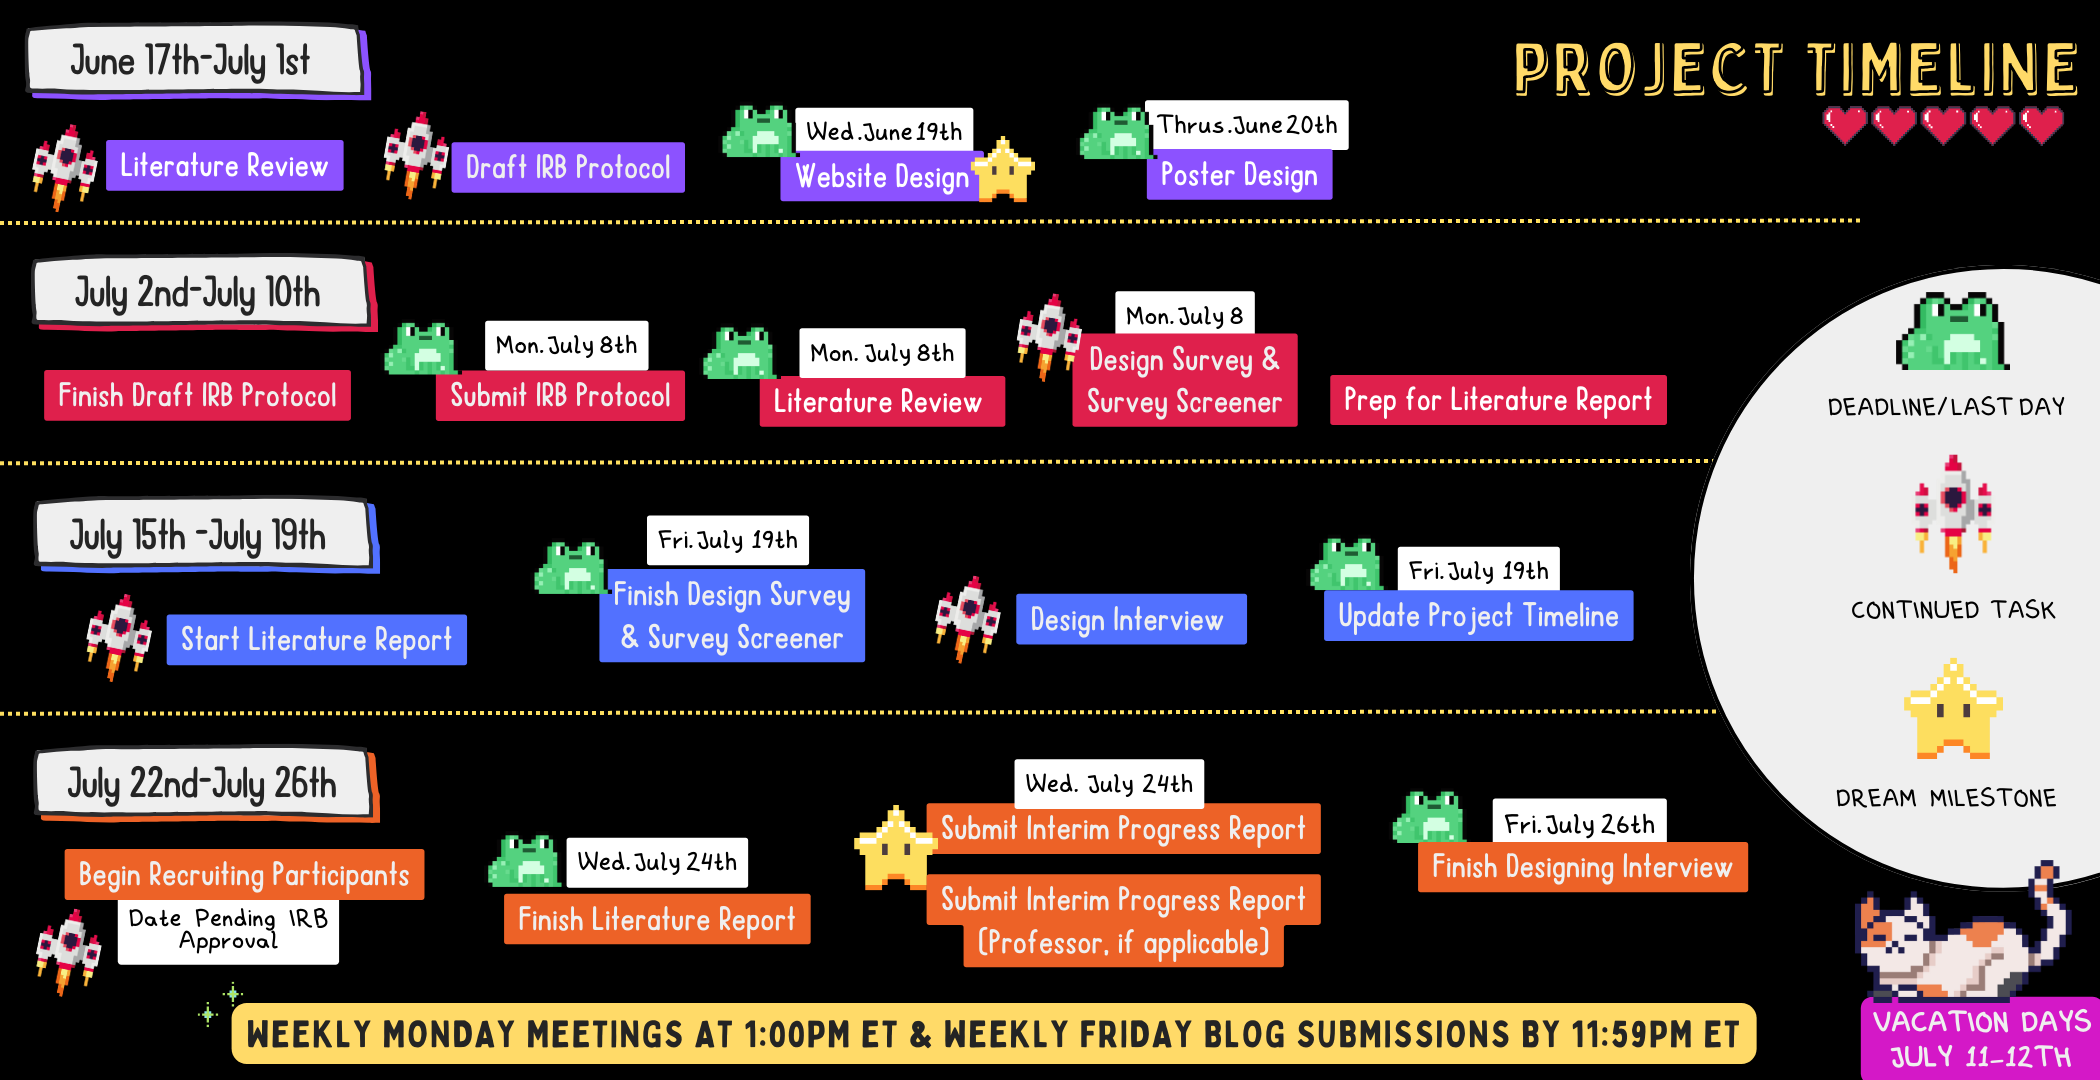 PROJECT TIMELINE
June 17th-July 1st
Literature Review
Draft IRB Protocol
Wed. June 19th
Website Design
Thrus. June 20th
Poster Design
July 2nd-July 10th
Finish Draft IRB Protocol
Mon. July 8th
Submit IRB Protocol
Mon. July 8th
Literature Review
Mon. July 8
Design Survey &
Survey Screener
Prep for Literature Report
July 15th -July 19th
Start Literature Report
Fri. July 19th
Finish Design Survey
& Survey Screener
Design Interview
Fri. July 19th
Update Project Timeline
July 22nd-July 26th
Begin Recruiting Participants
Date Pending IRB
Approval
Wed. July 24th
Finish Literature Report
Wed. July 24th
Submit Interim Progress Report
Submit Interim Progress Report
(Professor, if applicable)
Fri. July 26th
Finish Designing Interview
DEADLINE/LAST DAY
CONTINUED TASK
DREAM MILESTONE
WEEKLY MONDAY MEETINGS AT 1:00PM ET & WEEKLY FRIDAY BLOG SUBMISSIONS BY 11:59PM ET
VACATION DAYS
JULY 11-12TH